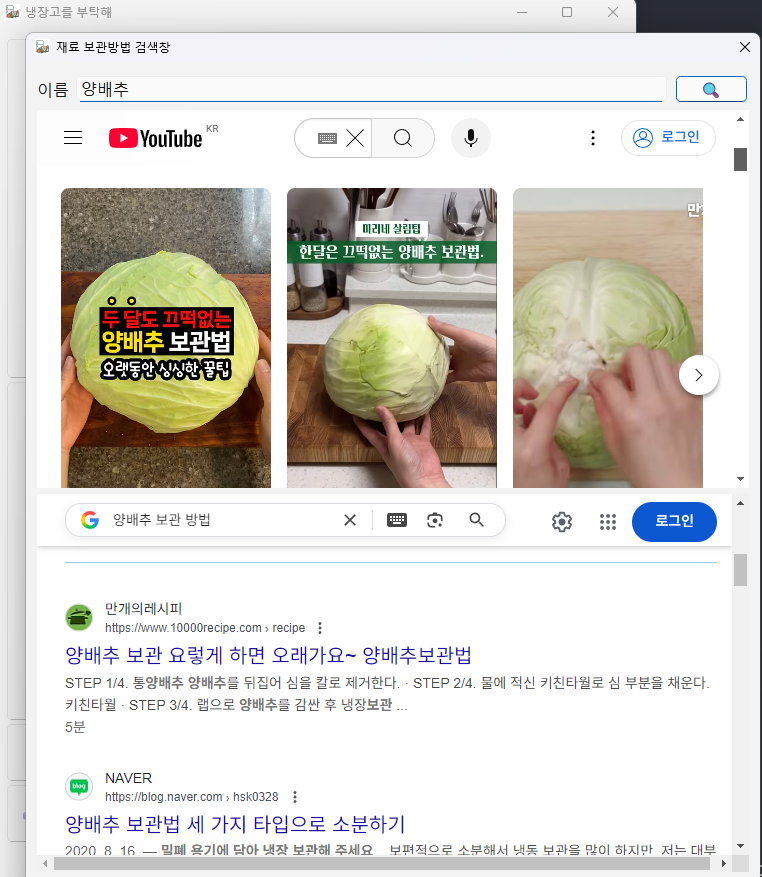 냉장고를 부탁해
재료 보관방법 검색창
이름 양배추
YouTube KR
로그인
두 달도 끄떡없는
양배추 보관법
오랫동안 싱싱한 꿀팁
미리네 살림팁
한달은 끄떡없는 양배추 보관법.
양배추 보관 방법
로그인
만개의레시피
https://www.10000recipe.com › recipe
양배추 보관 요렇게 하면 오래가요~ 양배추보관법
STEP 1/4. 통양배추 양배추를 뒤집어 심을 칼로 제거한다. · STEP 2/4. 물에 적신 키친타월로 심 부분을 채운다.
키친타월 · STEP 3/4. 랩으로 양배추를 감싼 후 냉장보관 ...
5분
blog
NAVER
https://blog.naver.com › hsk0328
양배추 보관법 세 가지 타입으로 소분하기
2020. 8. 16. — 밀폐 용기에 담아 냉장 보관해 주세요. 보편적으로 소분해서 냉동 보관을 많이 하지만, 저는 대부